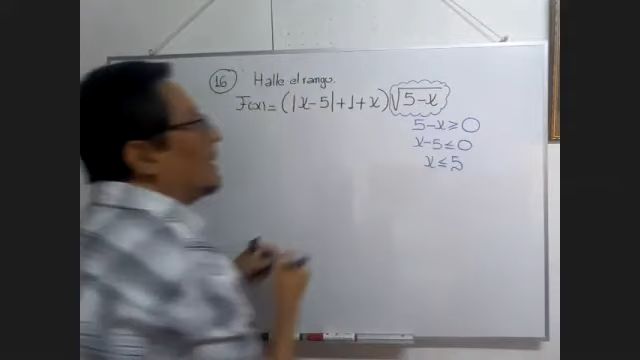 16 Halle el rango.
F(x)= (|x-5|+1+x)√5-x
5-x≥0
x-5≤0
x≤5